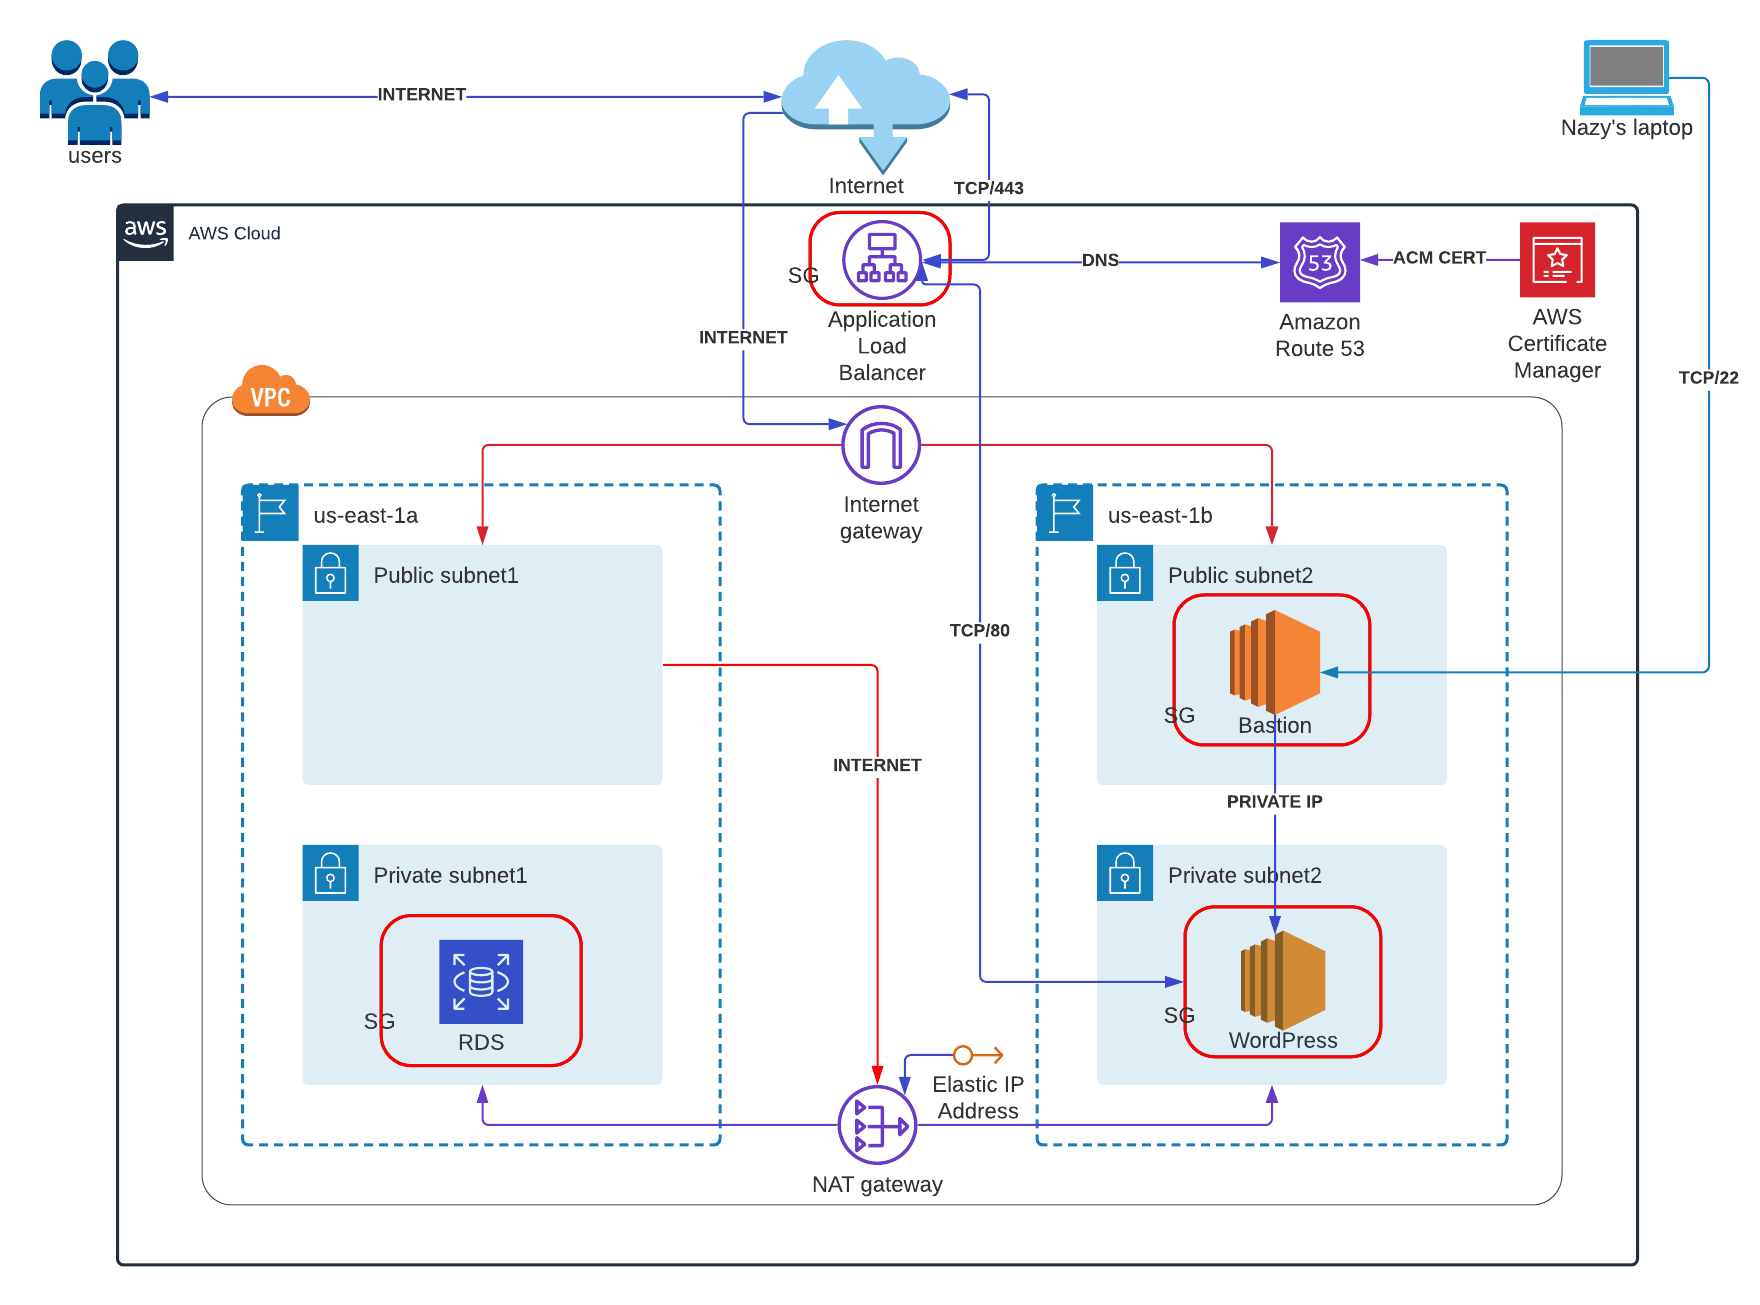 INTERNET
users
Internet
Nazy's laptop
TCP/443
aws
AWS Cloud
SG
Application
Load
Balancer
DNS
53
Amazon
Route 53
ACM CERT
AWS
Certificate
Manager
INTERNET
TCP/22
VPC
Internet
gateway
us-east-1a
us-east-1b
Public subnet1
Public subnet2
TCP/80
SG
Bastion
INTERNET
PRIVATE IP
Private subnet1
Private subnet2
SG
RDS
SG
WordPress
Elastic IP
Address
NAT gateway